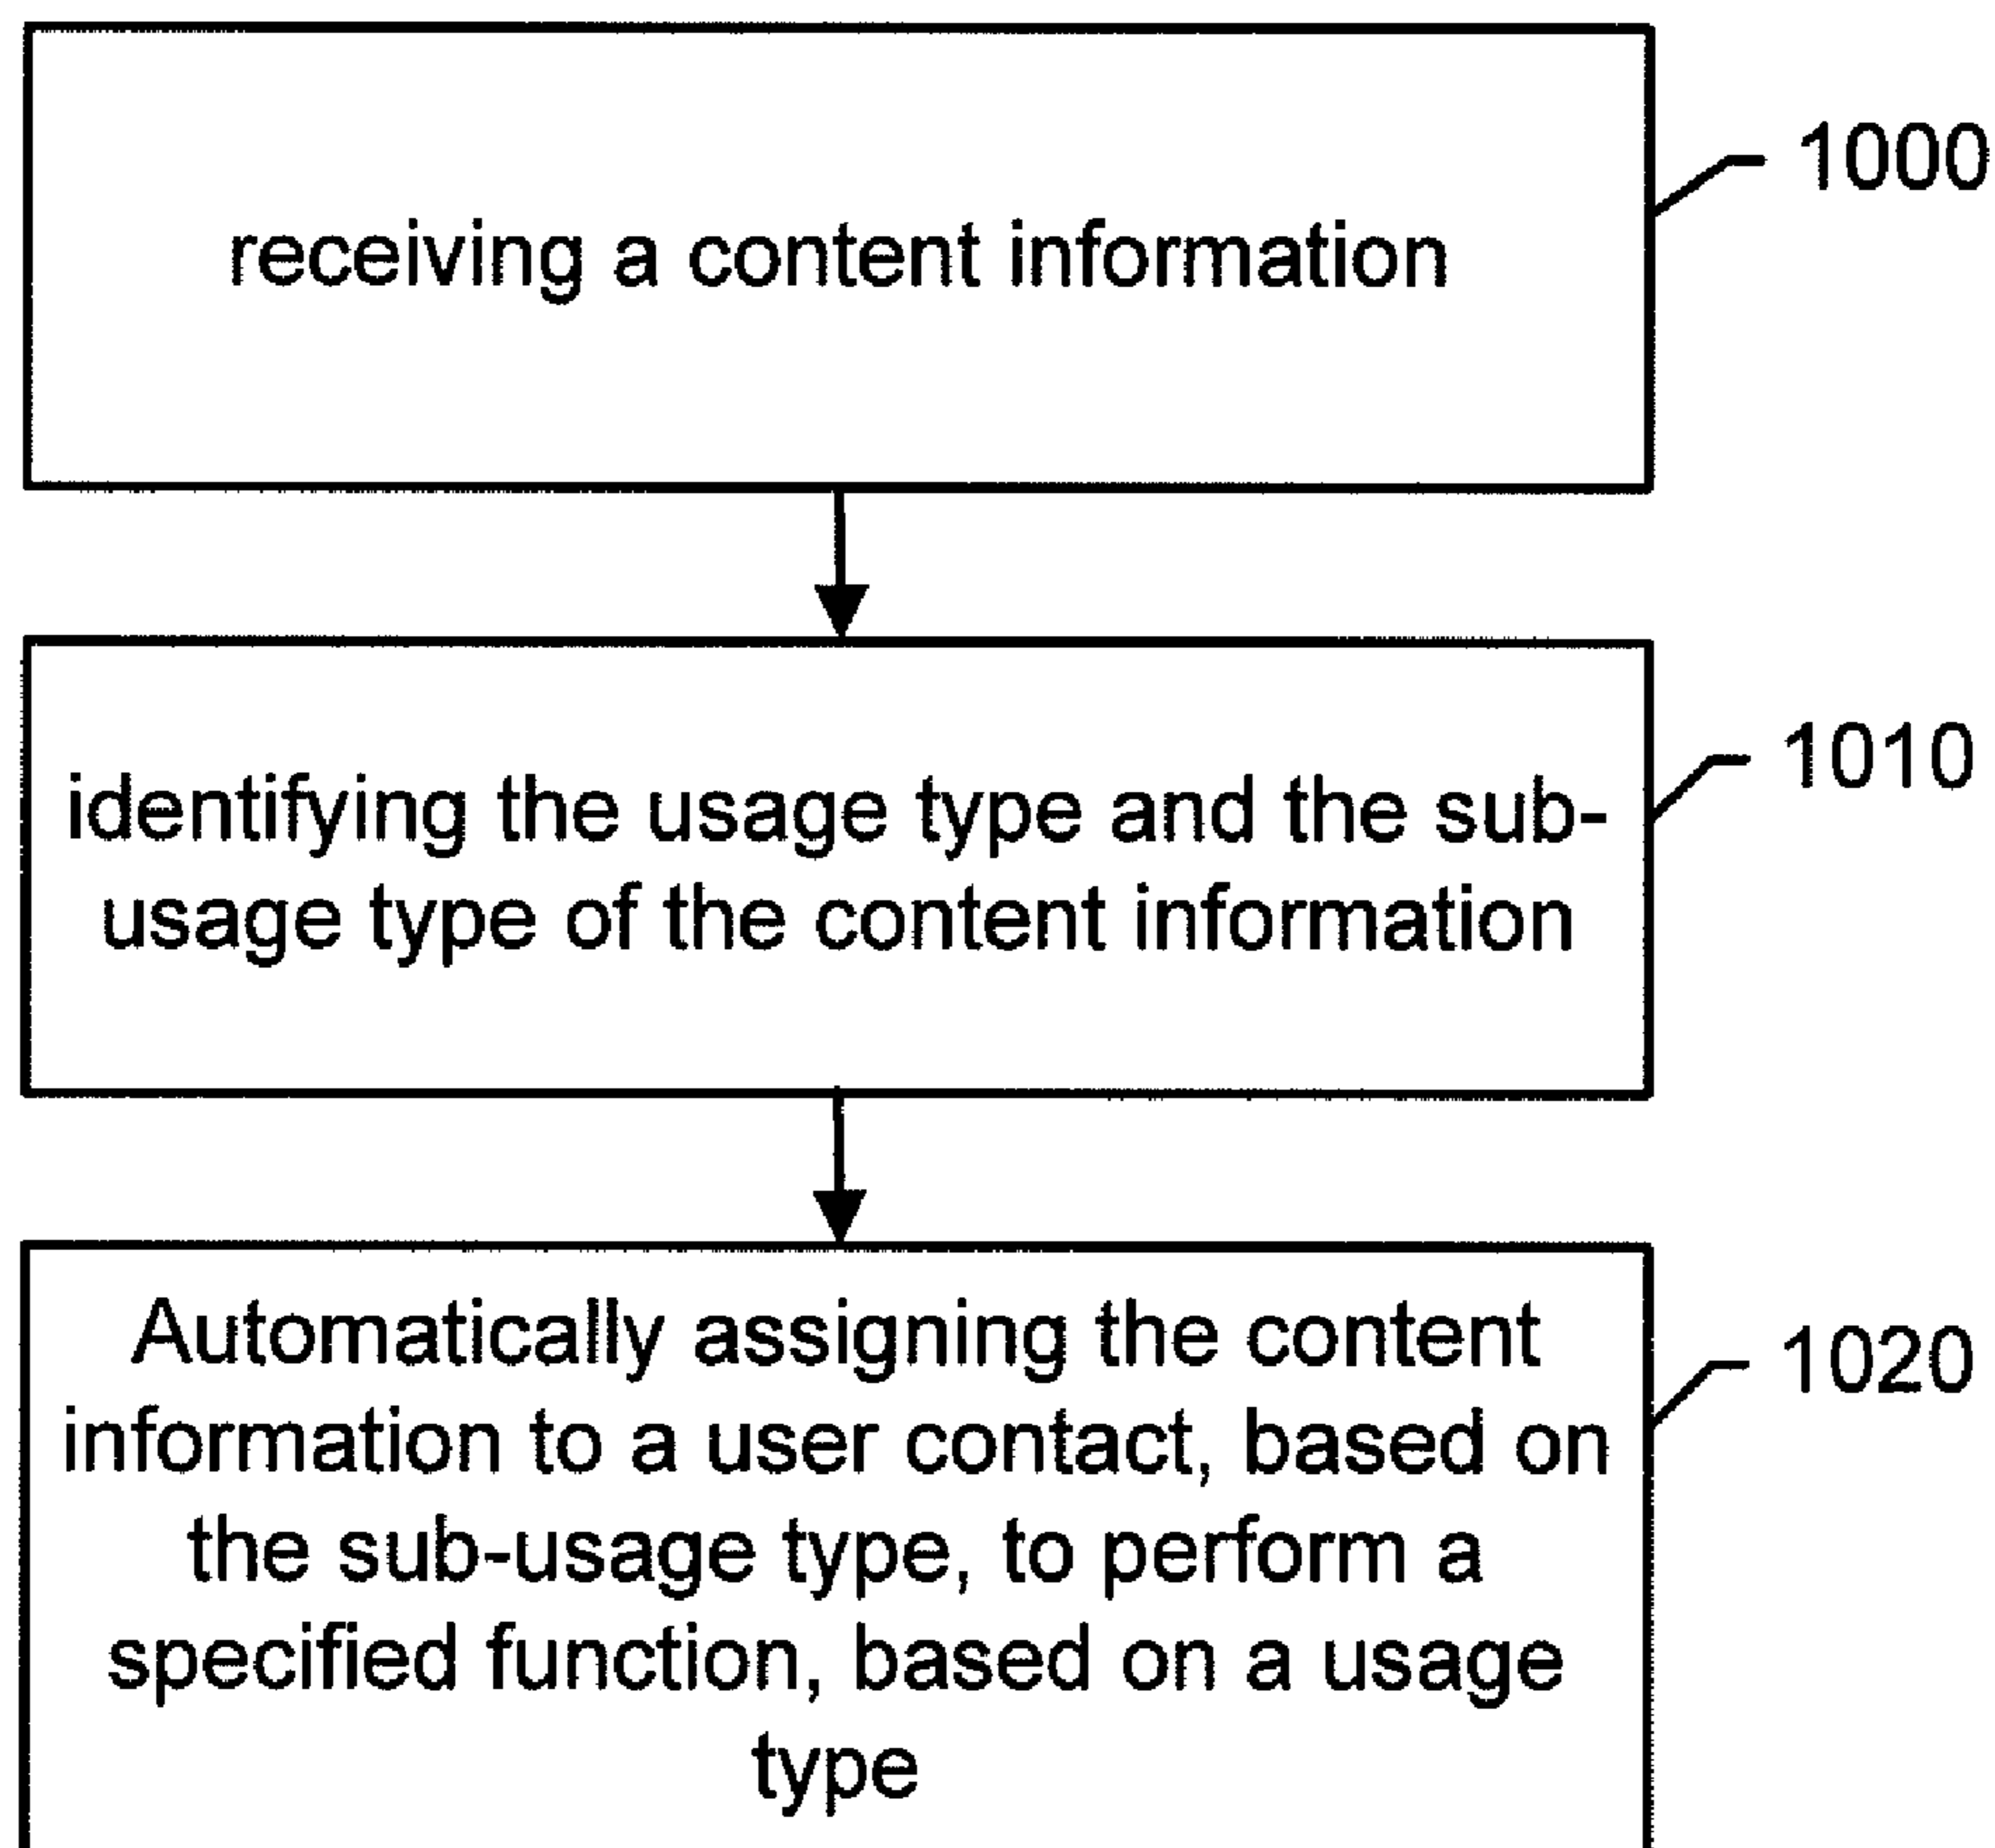 receiving a content information
1000
identifying the usage type and the sub-
usage type of the content information
1010
Automatically assigning the content
information to a user contact, based on
the sub-usage type, to perform a
specified function, based on a usage
type
1020